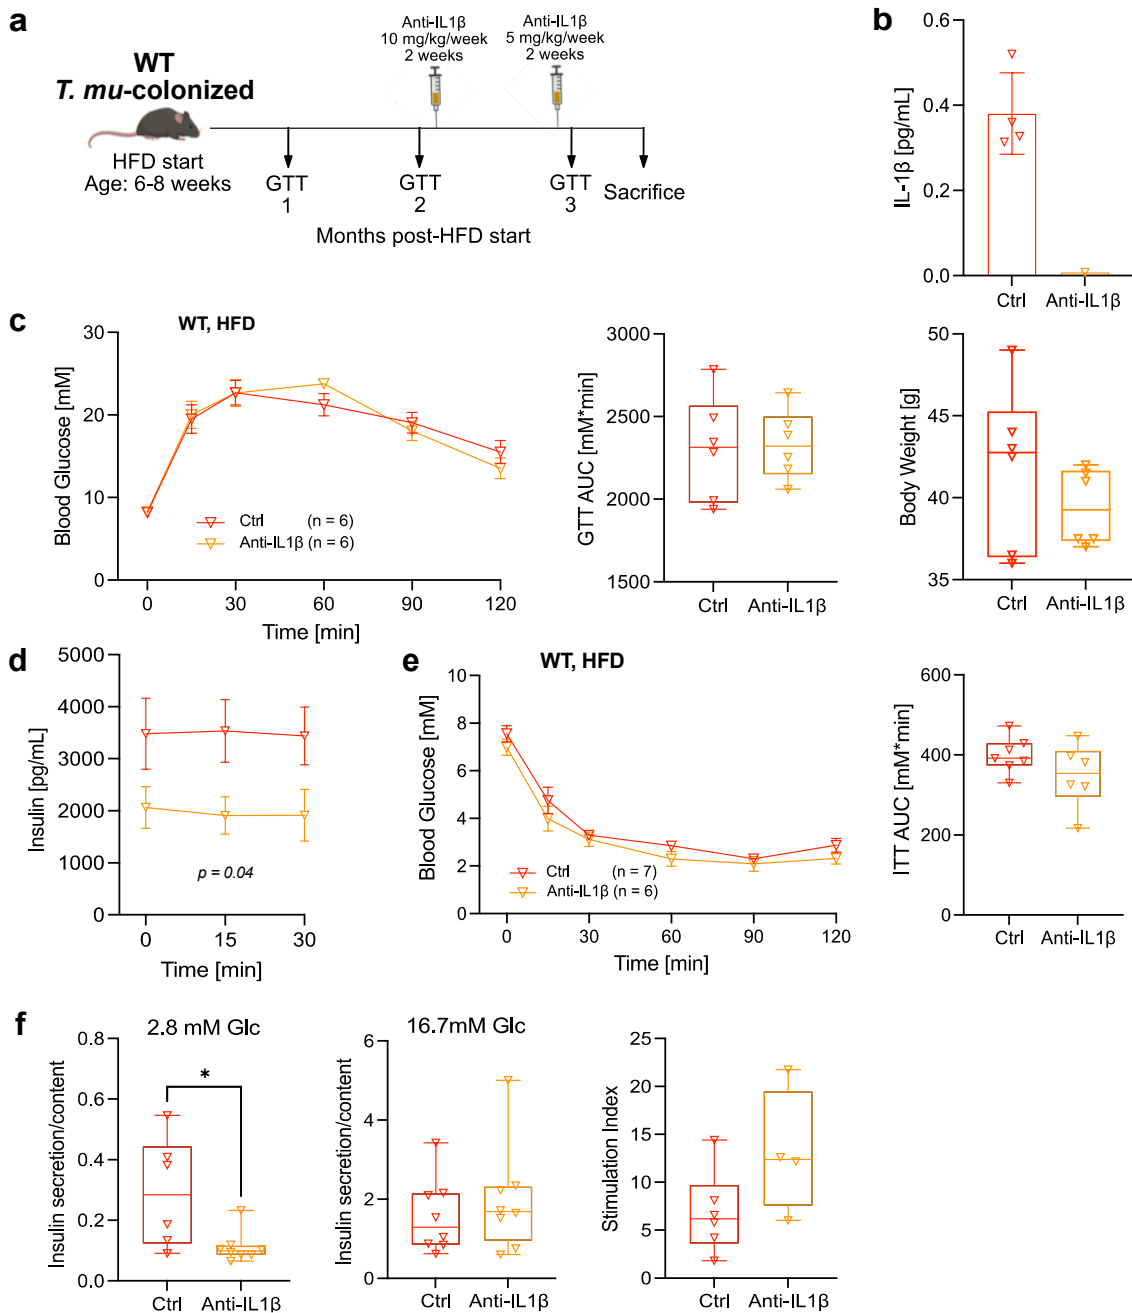 a
WT
T. mu-colonized
HFD start
Age: 6-8 weeks
Anti-IL1β
10 mg/kg/week
2 weeks
Anti-IL1β
5 mg/kg/week
2 weeks
GTT
1
GTT
2
GTT
3
Sacrifice
Months post-HFD start
b
IL-1β [pg/mL]
0.6
0.4
0.2
0.0
Ctrl
Anti-IL1β
c
WT, HFD
Blood Glucose [mM]
30
20
10
0
Ctrl (n = 6)
Anti-IL1β (n = 6)
0 30 60 90 120
Time [min]
GTT AUC [mM*min]
3000
2500
2000
1500
Ctrl Anti-IL1β
Body Weight [g]
50
45
40
35
Ctrl Anti-IL1β
d
Insulin [pg/mL]
5000
4000
3000
2000
1000
0
p = 0.04
0 15 30
Time [min]
e
WT, HFD
Blood Glucose [mM]
10
8
6
4
2
0
Ctrl (n = 7)
Anti-IL1β (n = 6)
0 30 60 90 120
Time [min]
ITT AUC [mM*min]
600
400
200
0
Ctrl Anti-IL1β
f
2.8 mM Glc
Insulin secretion/content
0.8
0.6
0.4
0.2
0.0
*
Ctrl Anti-IL1β
16.7mM Glc
Insulin secretion/content
6
4
2
0
Ctrl Anti-IL1β
Stimulation Index
25
20
15
10
5
0
Ctrl Anti-IL1β